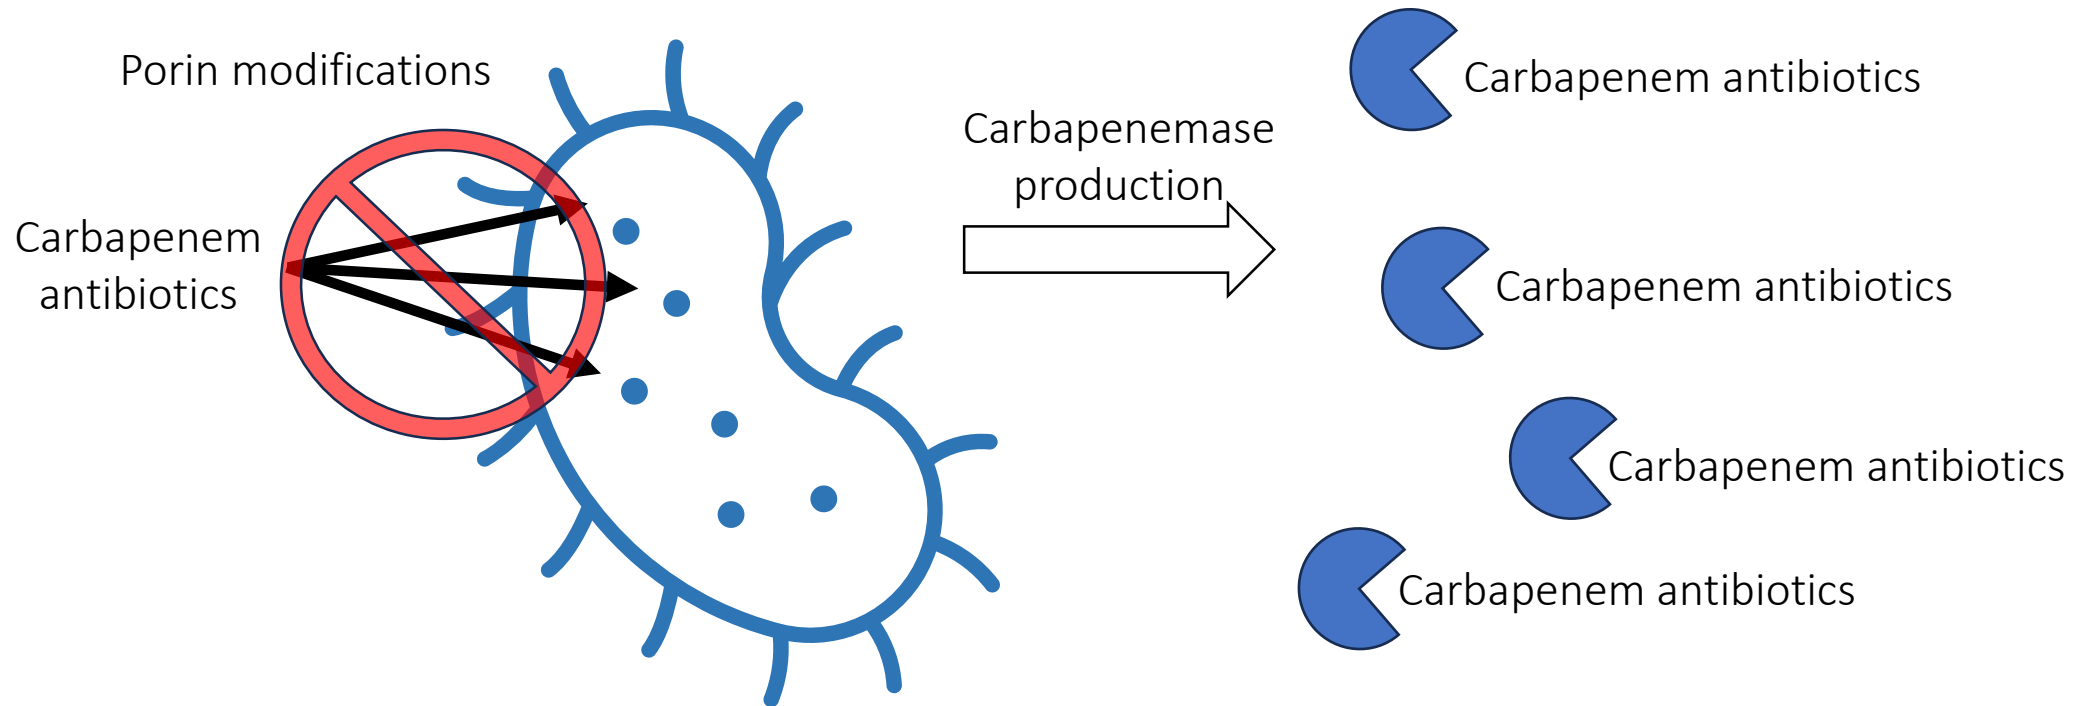 Porin modifications
Carbapenem
antibiotics
Carbapenemase
production
Carbapenem antibiotics
Carbapenem antibiotics
Carbapenem antibiotics
Carbapenem antibiotics